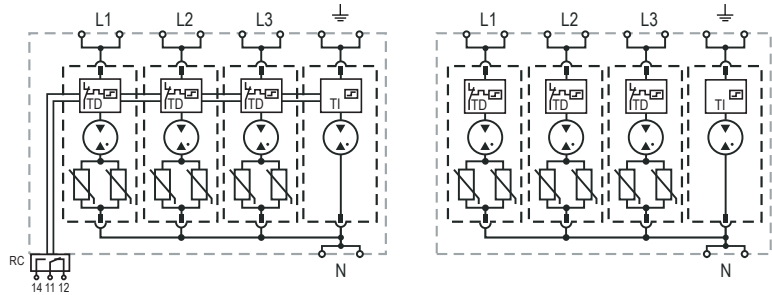 L1 L2 L3 L1 L2 L3
TD TD TD TI TD TD TD TI
RC
14 11 12
N N